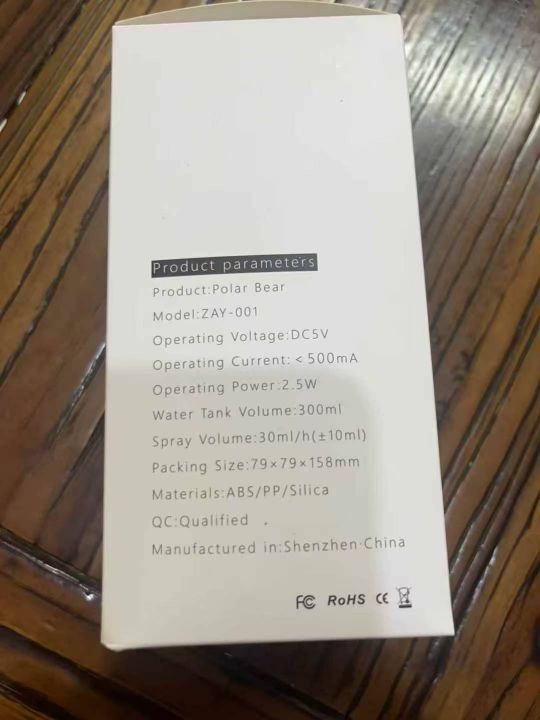 Product parameters
Product:Polar Bear
Model:ZAY-001
Operating Voltage:DC5V
Operating Current: < 500mA
Operating Power:2.5W
Water Tank Volume:300ml
Spray Volume:30ml/h(±10ml)
Packing Size:79×79×158mm
Materials:ABS/PP/Silica
QC:Qualified
Manufactured in:Shenzhen·China
FC RoHS CE